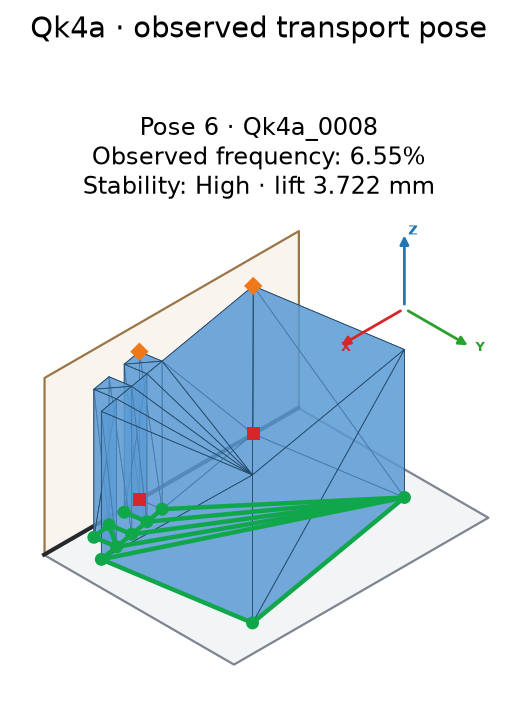 Qk4a · observed transport pose
Pose 6 · Qk4a_0008
Observed frequency: 6.55%
Stability: High · lift 3.722 mm
Z
X
Y